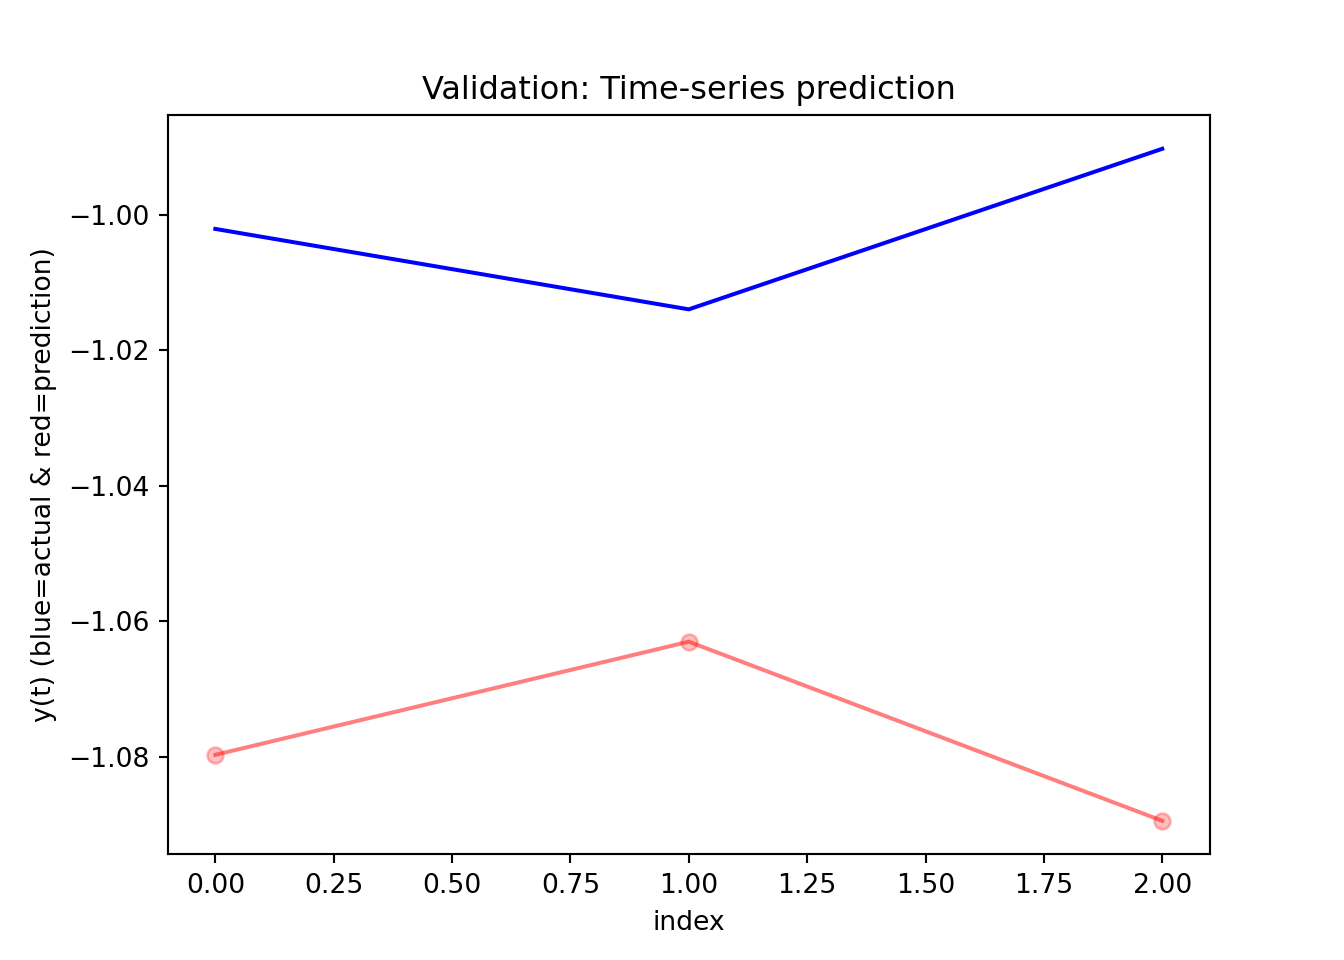 Validation: Time-series prediction
y(t) (blue=actual & red=prediction)
−1.00
−1.02
−1.04
−1.06
−1.08
0.00 0.25 0.50 0.75 1.00 1.25 1.50 1.75 2.00
index